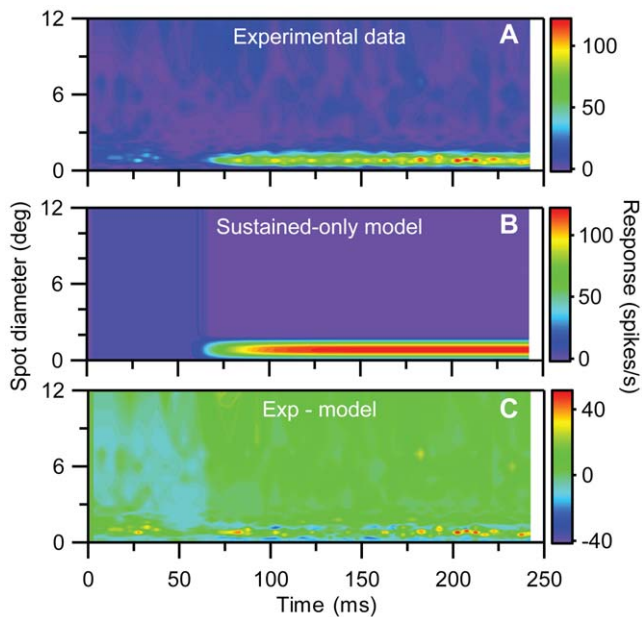 12
Experimental data
A
6
0
100
50
0
12
Sustained-only model
B
6
0
100
50
0
Spot diameter (deg)
Response (spikes/s)
12
Exp - model
C
6
0
40
0
-40
0
50
100
150
200
250
Time (ms)